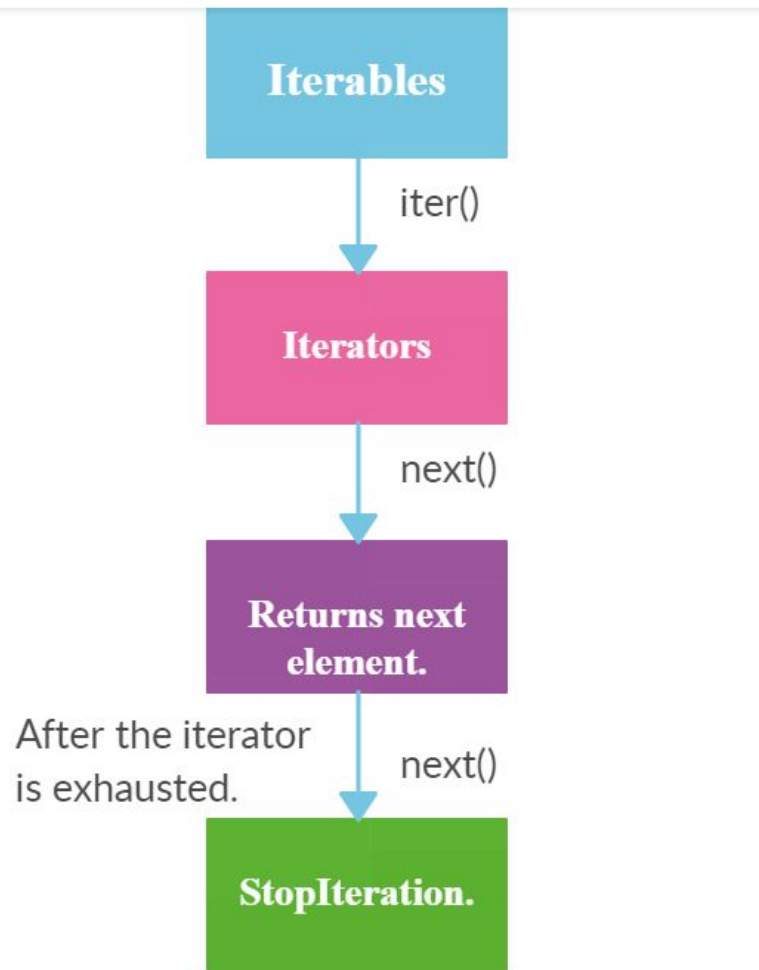 Iterables
iter()
Iterators
next()
Returns next
element.
After the iterator
is exhausted.
next()
StopIteration.